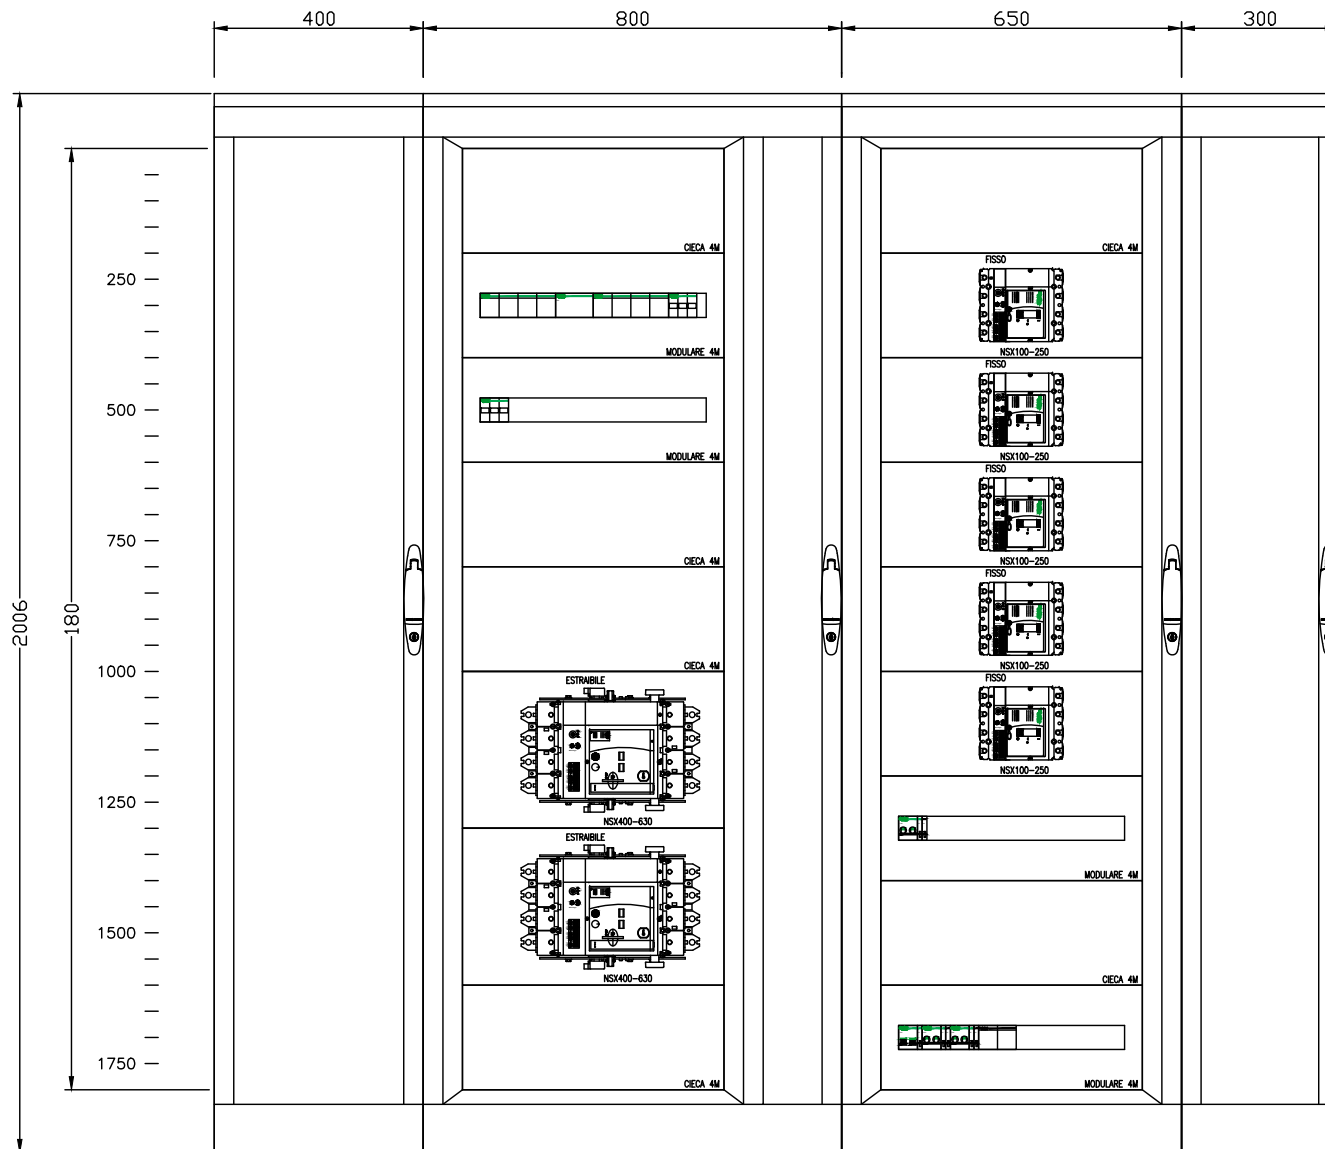 400 800 650 300
CIECA 4M CIECA 4M
FISSO
250
MODULARE 4M NSX100-250
FISSO
500
MODULARE 4M NSX100-250
FISSO
750
CIECA 4M NSX100-250
FISSO
2006 180
1000
CIECA 4M NSX100-250
ESTRAIBILE FISSO
NSX100-250
1250
NSX400-630
ESTRAIBILE
MODULARE 4M
1500
NSX400-630 CIECA 4M
1750
CIECA 4M MODULARE 4M